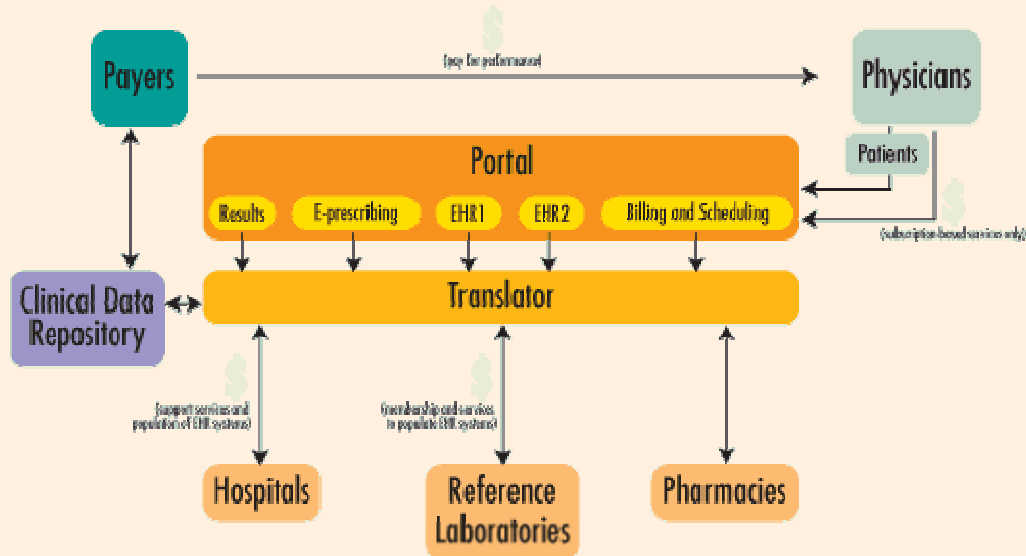 $
(pay for performance)
Payers
Physicians
Patients
Portal
Results
E-prescribing
EHR1
EHR2
Billing and Scheduling
$
(subscription-based services only)
Translator
Clinical Data
Repository
$
(support services and
population of EHR systems)
$
(membership and services
to populate EHR systems)
Hospitals
Reference
Laboratories
Pharmacies